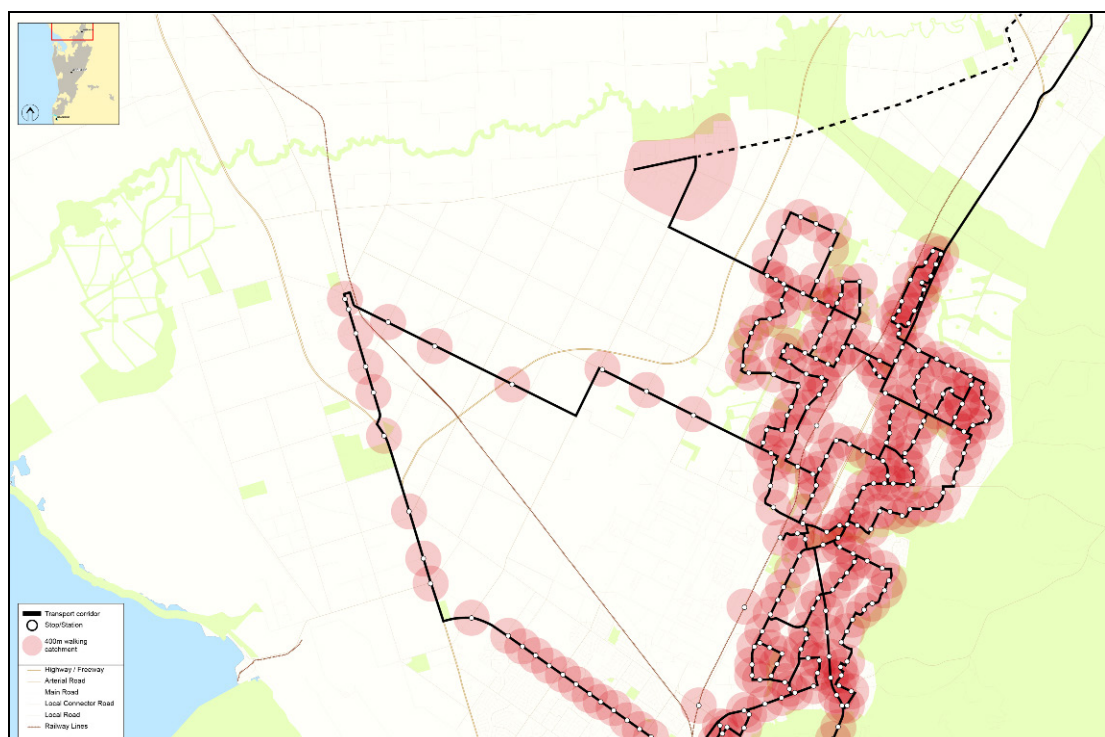 Transport corridor
Stop/Station
400m walking
catchment
Highway / Freeway
Arterial Road
Main Road
Local Connector Road
Local Road
Railway Lines